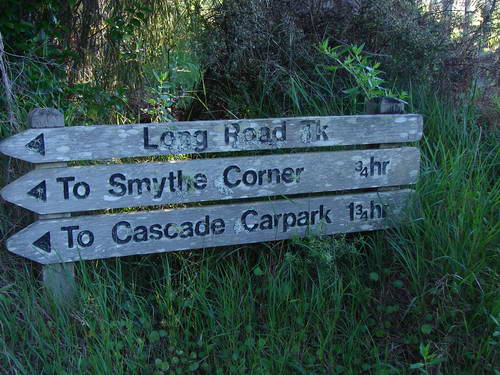 Long Road Tk
To Smythe Corner ¾hr
To Cascade Carpark 1¾hr